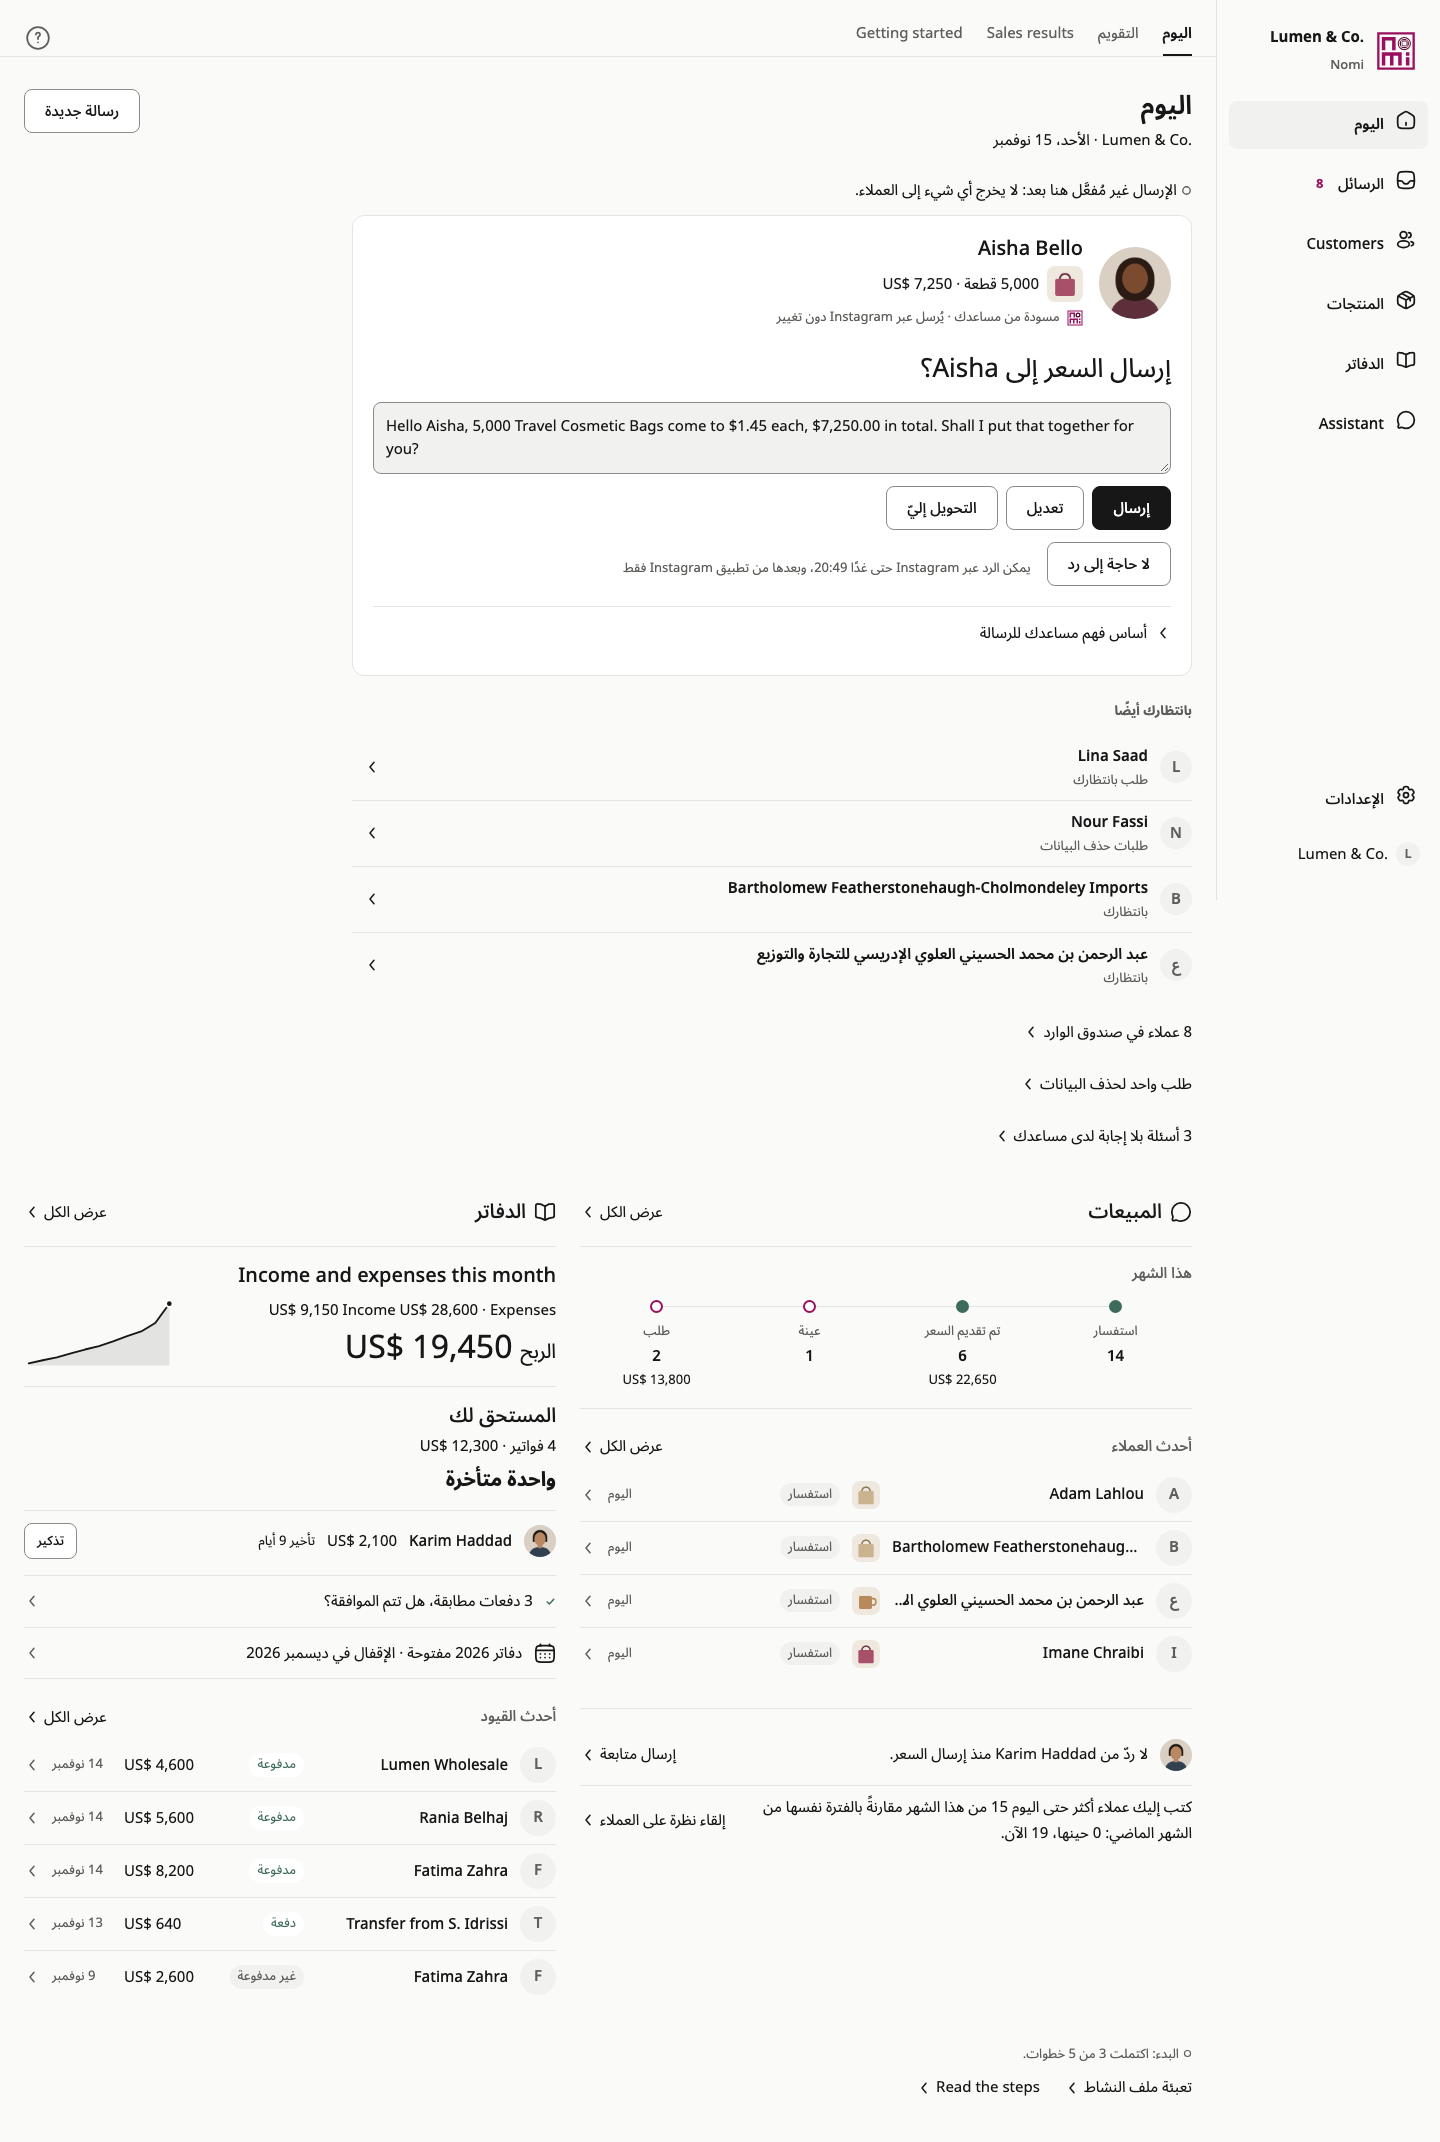 Lumen & Co.
Nomi
اليوم
الرسائل 8
Customers
المنتجات
الدفاتر
Assistant
الإعدادات
L Lumen & Co.
اليوم
التقويم
Sales results
Getting started
اليوم
Lumen & Co. · الأحد، 15 نوفمبر
رسالة جديدة
الإرسال غير مُفعَّل هنا بعد: لا يخرج أي شيء إلى العملاء.
Aisha Bello
5,000 قطعة · US$ 7,250
مسودة من مساعدك · يُرسل عبر Instagram دون تغيير
إرسال السعر إلى Aisha؟
Hello Aisha, 5,000 Travel Cosmetic Bags come to $1.45 each, $7,250.00 in total. Shall I put that together for
you?
إرسال
تعديل
التحويل إليّ
لا حاجة إلى رد
يمكن الرد عبر Instagram حتى غدًا 20:49، وبعدها من تطبيق Instagram فقط
أساس فهم مساعدك للرسالة
بانتظارك أيضًا
L
Lina Saad
طلب بانتظارك
N
Nour Fassi
طلبات حذف البيانات
B
Bartholomew Featherstonehaugh-Cholmondeley Imports
بانتظارك
ع
عبد الرحمن بن محمد الحسيني العلوي الإدريسي للتجارة والتوزيع
بانتظارك
8 عملاء في صندوق الوارد
طلب واحد لحذف البيانات
3 أسئلة بلا إجابة لدى مساعدك
المبيعات
عرض الكل
هذا الشهر
استفسار
14
تم تقديم السعر
6
US$ 22,650
عينة
1
طلب
2
US$ 13,800
أحدث العملاء
عرض الكل
A Adam Lahlou استفسار اليوم
B Bartholomew Featherstonehaug... استفسار اليوم
ع عبد الرحمن بن محمد الحسيني العلوي الإ... استفسار اليوم
I Imane Chraibi استفسار اليوم
لا ردّ من Karim Haddad منذ إرسال السعر.
إرسال متابعة
كتب إليك عملاء أكثر حتى اليوم 15 من هذا الشهر مقارنةً بالفترة نفسها من
الشهر الماضي: 0 حينها، 19 الآن.
إلقاء نظرة على العملاء
الدفاتر
عرض الكل
Income and expenses this month
US$ 9,150 Income US$ 28,600 · Expenses
الربح US$ 19,450
المستحق لك
4 فواتير · US$ 12,300
واحدة متأخرة
Karim Haddad US$ 2,100 تأخير 9 أيام
تذكير
3 دفعات مطابقة، هل تتم الموافقة؟
دفاتر 2026 مفتوحة · الإقفال في ديسمبر 2026
أحدث القيود
عرض الكل
L Lumen Wholesale مدفوعة US$ 4,600 14 نوفمبر
R Rania Belhaj مدفوعة US$ 5,600 14 نوفمبر
F Fatima Zahra مدفوعة US$ 8,200 14 نوفمبر
T Transfer from S. Idrissi دفعة US$ 640 13 نوفمبر
F Fatima Zahra غير مدفوعة US$ 2,600 9 نوفمبر
البدء: اكتملت 3 من 5 خطوات.
تعبئة ملف النشاط
Read the steps